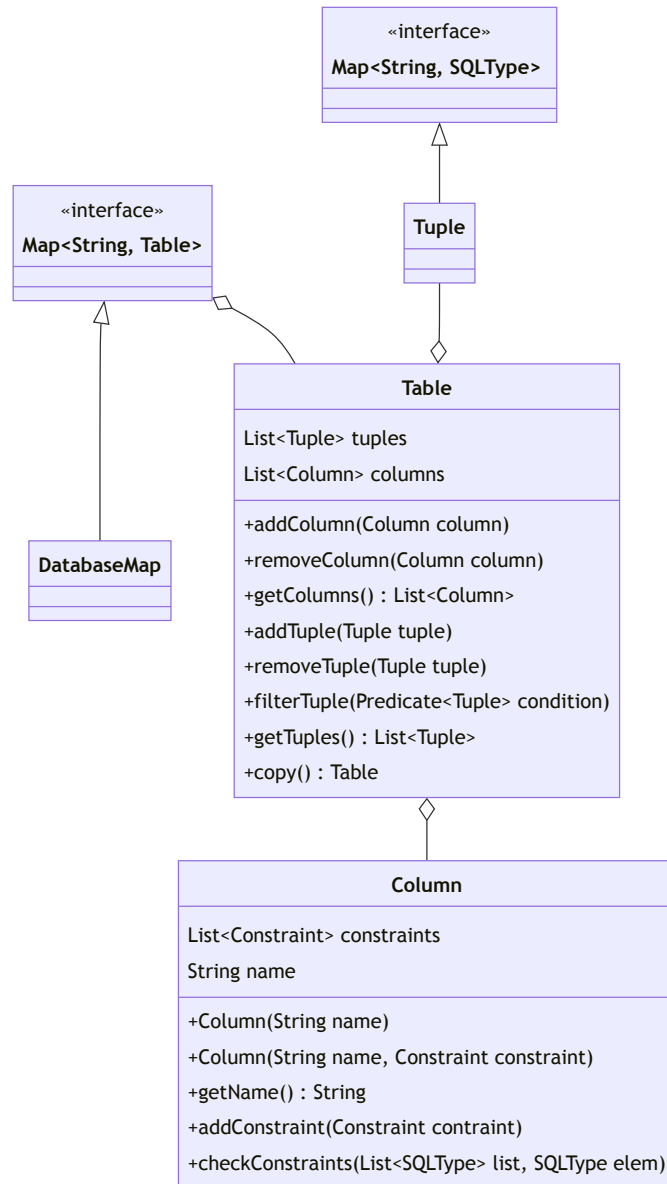 «interface»
Map<String, SQLType>
«interface»
Map<String, Table>
Tuple
Table
List<Tuple> tuples
List<Column> columns
+addColumn(Column column)
+removeColumn(Column column)
+getColumns() : List<Column>
+addTuple(Tuple tuple)
+removeTuple(Tuple tuple)
+filterTuple(Predicate<Tuple> condition)
+getTuples() : List<Tuple>
+copy() : Table
DatabaseMap
Column
List<Constraint> constraints
String name
+Column(String name)
+Column(String name, Constraint constraint)
+getName() : String
+addConstraint(Constraint contraint)
+checkConstraints(List<SQLType> list, SQLType elem)